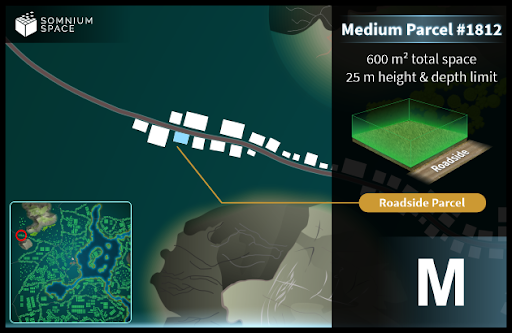 SOMNIUM
SPACE
Medium Parcel #1812
600 m² total space
25 m height & depth limit
Roadside
Roadside Parcel
M